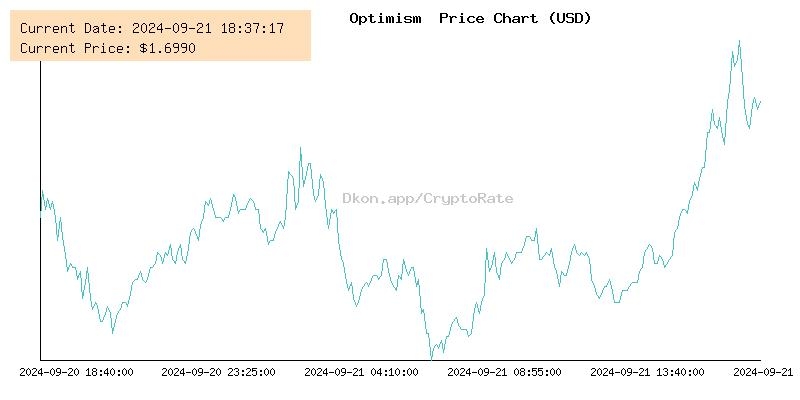 Optimism  Price Chart (USD)
Current Date: 2024-09-21 18:37:17
Current Price: $1.6990
Dkon.app/CryptoRate
2024-09-20 18:40:00 2024-09-20 23:25:00 2024-09-21 04:10:00 2024-09-21 08:55:00 2024-09-21 13:40:00 2024-09-21